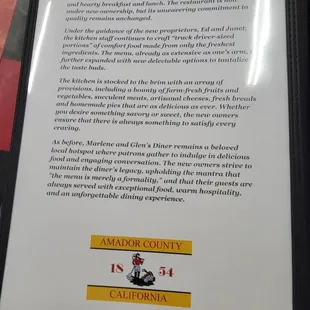 and hearty breakfast and lunch. The restaurant is now
under new ownership, but its unwavering commitment to
quality remains unchanged.
Under the guidance of the new proprietors, Ed and Janet,
the kitchen staff continues to craft "truck driver-sized
portions" of comfort food made from only the freshest
ingredients. The menu, already as extensive as one's arm,
further expanded with new delectable options to tantalize
the taste buds.
The kitchen is stocked to the brim with an array of
provisions, including a bounty of farm-fresh fruits and
vegetables, succulent meats, artisanal cheeses, fresh breads
and homemade pies that are as delicious as ever. Whether
you desire something savory or sweet, the new owners
ensure that there is always something to satisfy every
craving.
As before, Marlene and Glen's Diner remains a beloved
local hotspot where patrons gather to indulge in delicious
food and engaging conversation. The new owners strive to
maintain the diner's legacy, upholding the mantra that
"the menu is merely a formality," and that their guests are
always served with exceptional food, warm hospitality,
and an unforgettable dining experience.
AMADOR COUNTY
18 54
CALIFORNIA